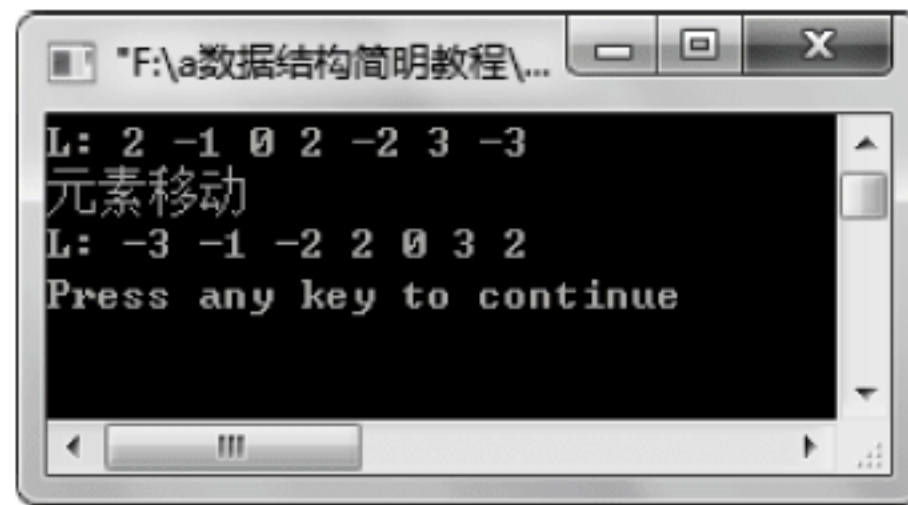 "F:\a数据结构简明教程\...
L: 2 -1 0 2 -2 3 -3
元素移动
L: -3 -1 -2 2 0 3 2
Press any key to continue